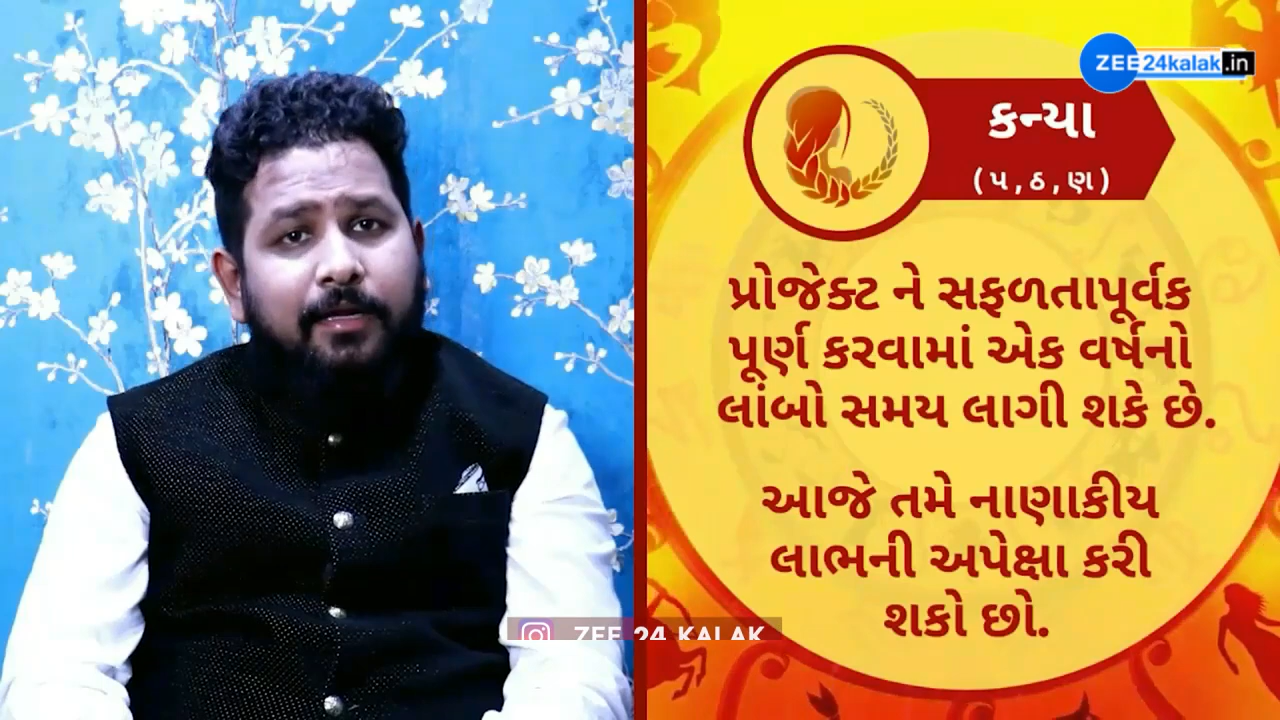 ZEE24kalak.in
કન્યા
(પ,ઠ,ણ)
પ્રોજેક્ટ ને સફળતાપૂર્વક
પૂર્ણ કરવામાં એક વર્ષનો
લાંબો સમય લાગી શકે છે.
આજે તમે નાણાકીય
લાભની અપેક્ષા કરી
શકો છો.
ZEE 24 KALAK